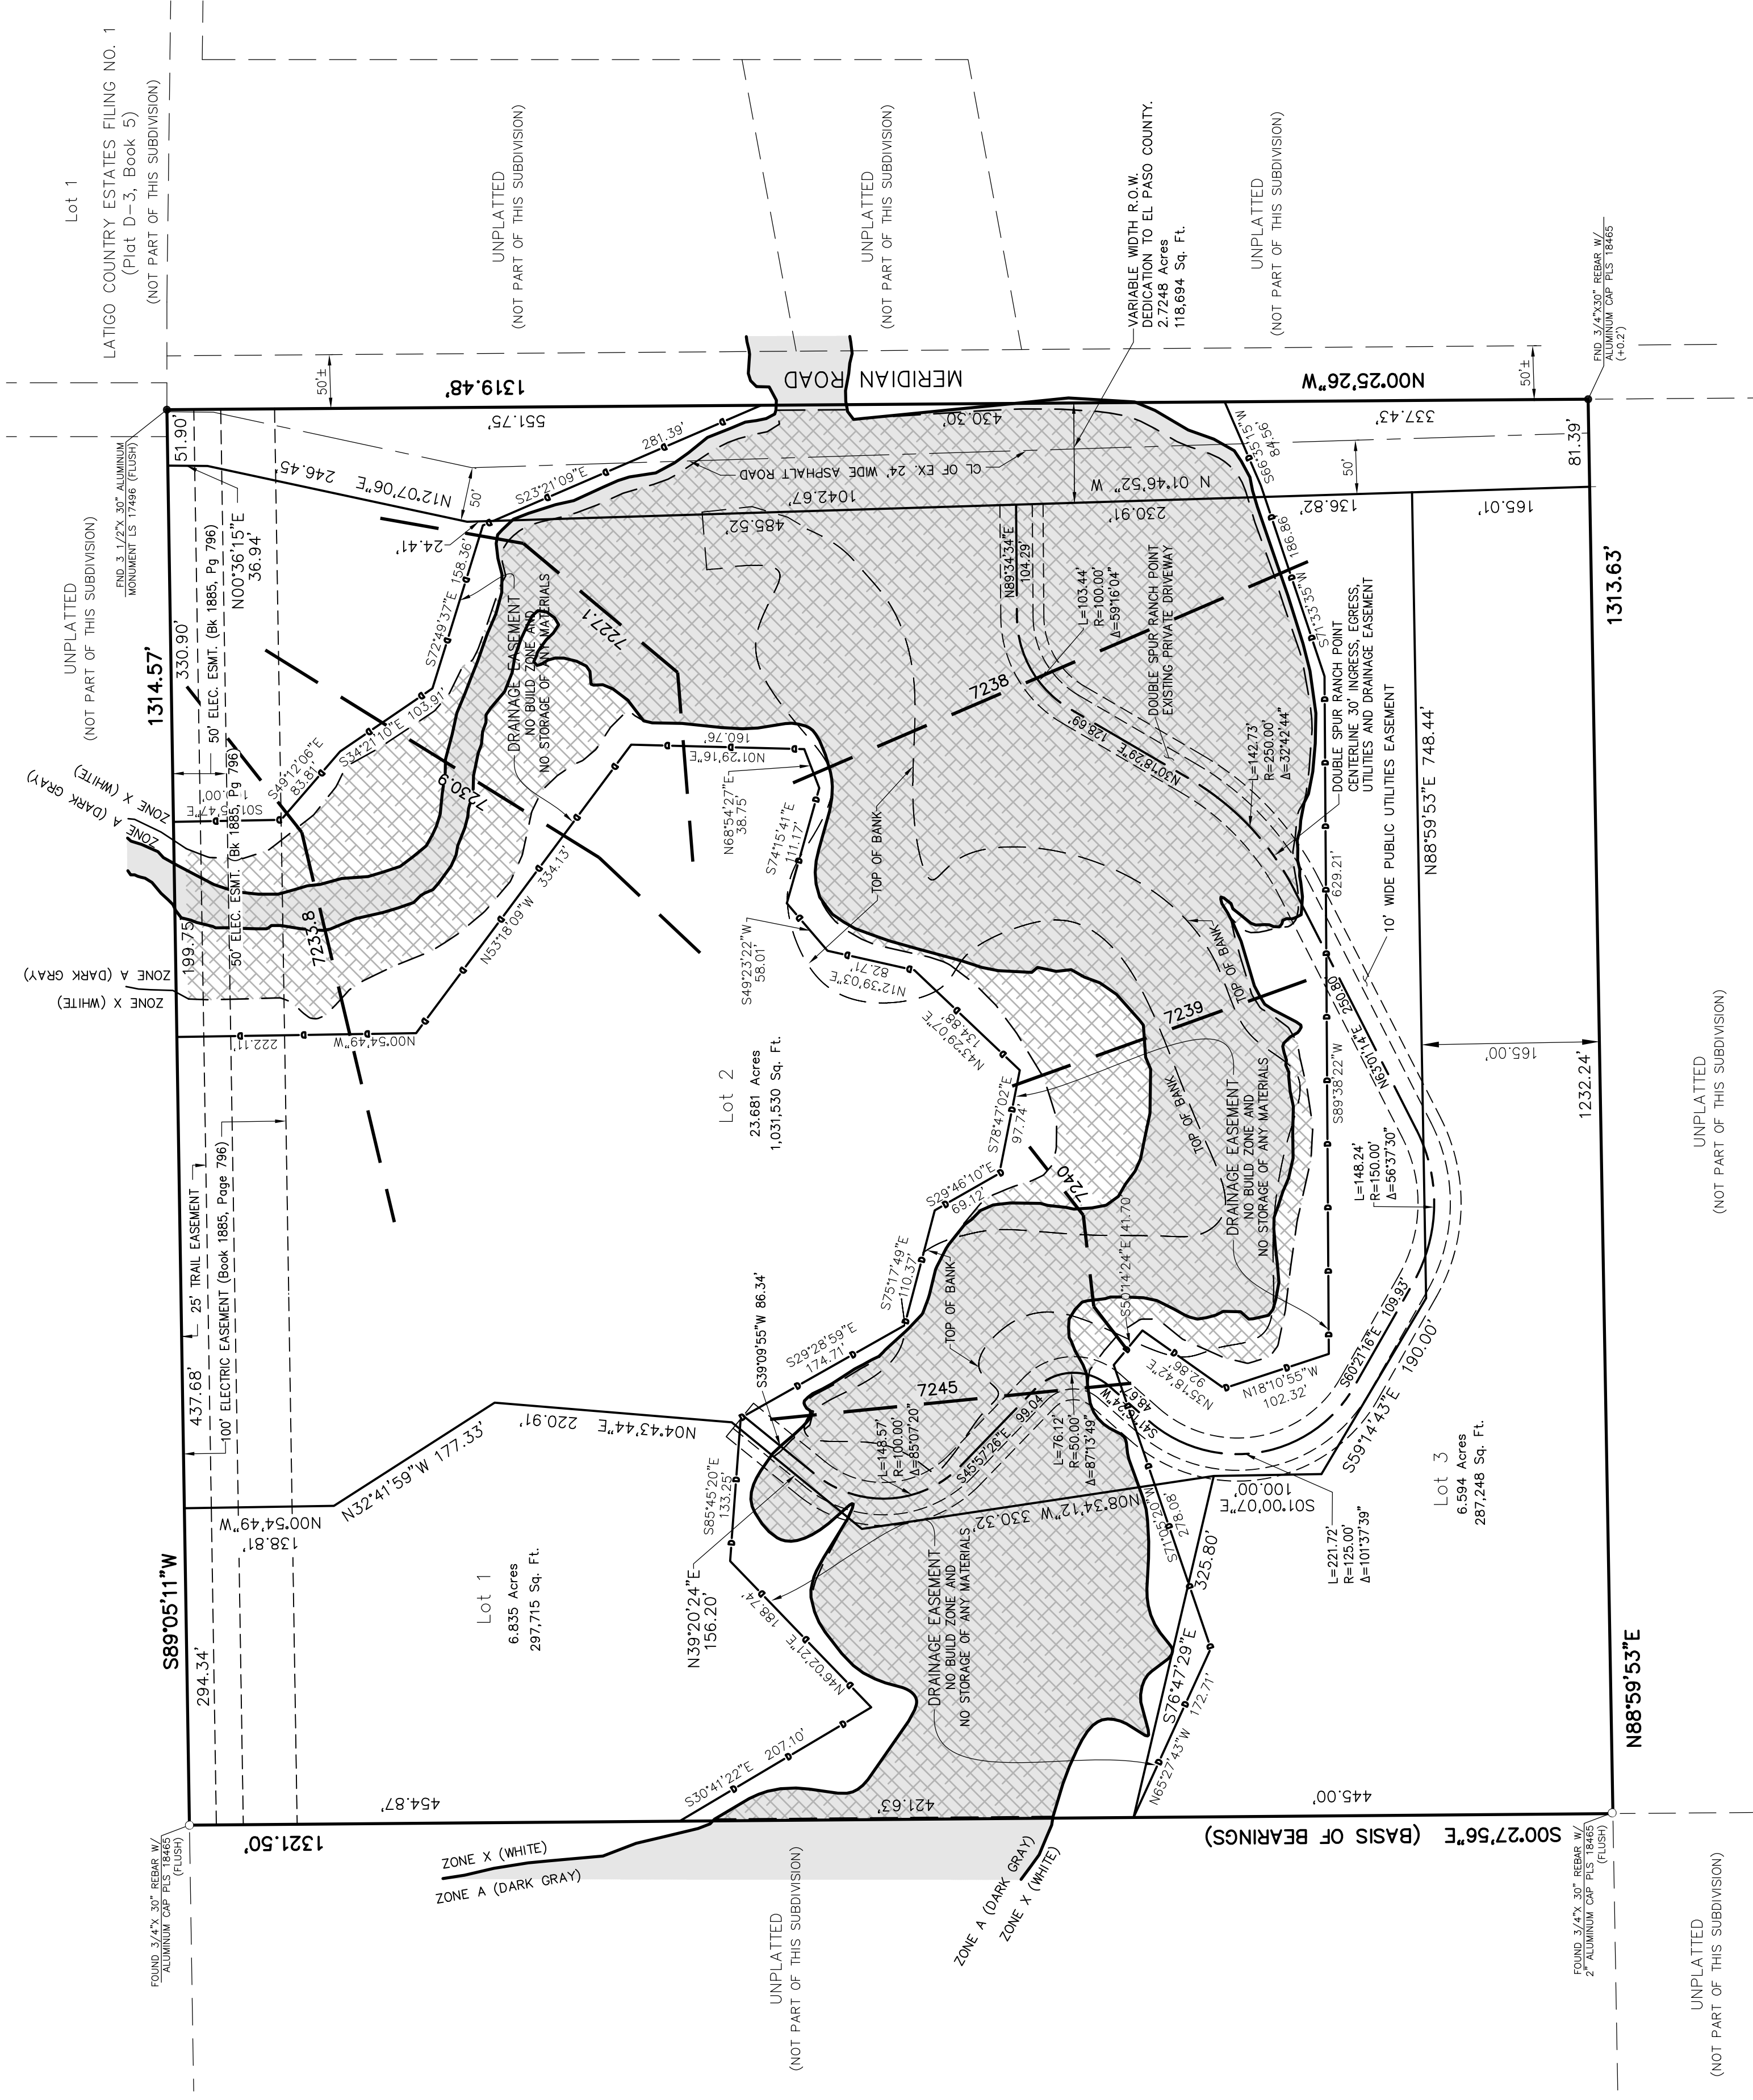 Lot 1
LATIGO COUNTRY ESTATES FILING NO. 1
(Plat D-3, Book 5)
(NOT PART OF THIS SUBDIVISION)
UNPLATTED
(NOT PART OF THIS SUBDIVISION)
UNPLATTED
(NOT PART OF THIS SUBDIVISION)
UNPLATTED
(NOT PART OF THIS SUBDIVISION)
VARIABLE WIDTH R.O.W.
DEDICATION TO EL PASO COUNTY.
2.7248 Acres
118,694 Sq. Ft.
FND 3/4"X30" REBAR W/
ALUMINUM CAP PLS 18465
(+0.2')
50'±
1319.48'
MERIDIAN ROAD
N00°25'26"W
50'±
FND 3 1/2"X 30" ALUMINUM
MONUMENT LS 17496 (FLUSH)
UNPLATTED
(NOT PART OF THIS SUBDIVISION)
51.90'
551.75'
430.30'
337.43'
81.39'
246.45'
N12°07'06"E
50'
281.39'
S23°21'09"E
CL OF EX. 24' WIDE ASPHALT ROAD
1042.67'
N 01°46'52" W
S66°35'15"W
84.56'
50'
N00°36'15"E
36.94'
24.41'
485.52'
230.91'
136.82'
165.01'
1314.57'
330.90'
50' ELEC. ESMT. (Bk 1885, Pg 796)
158.36'
S72°49'37"E
DRAINAGE EASEMENT
NO BUILD ZONE AND
NO STORAGE OF ANY MATERIALS
7227.1
N89°34'34"E
104.29'
L=103.44'
R=100.00'
Δ=59°16'04"
S71°33'35"W 186.86'
1313.63'
103.91'
S34°21'10"E
S49°12'06"E
83.81'
7230.9
160.76'
N01°29'16"E
N68°54'27"E
38.75'
7238
128.69'
N30°18'29"E
DOUBLE SPUR RANCH POINT
EXISTING PRIVATE DRIVEWAY
L=142.73'
R=250.00'
Δ=32°42'44"
DOUBLE SPUR RANCH POINT
CENTERLINE 30' INGRESS, EGRESS,
UTILITIES AND DRAINAGE EASEMENT
N88°59'53"E 748.44'
ZONE X (WHITE)
ZONE A (DARK GRAY)
50' ELEC. ESMT. (Bk 1885, Pg 796)
334.13'
N53°18'09"W
S74°15'41"E
111.17'
TOP OF BANK
629.21'
10' WIDE PUBLIC UTILITIES EASEMENT
199.75'
7233.8
S49°23'22"W
58.01'
82.71'
N12°39'03"E
TOP OF BANK
250.80'
N63°01'14"E
ZONE A (DARK GRAY)
ZONE X (WHITE)
222.11'
N00°54'49"W
N43°29'07"E
134.88'
7239
165.00'
UNPLATTED
(NOT PART OF THIS SUBDIVISION)
Lot 2
23.681 Acres
1,031,530 Sq. Ft.
S78°47'02"E
97.74'
TOP OF BANK
DRAINAGE EASEMENT
NO BUILD ZONE AND
NO STORAGE OF ANY MATERIALS
S89°38'22"W
1232.24'
25' TRAIL EASEMENT
100' ELECTRIC EASEMENT (Book 1885, Page 796)
S29°46'10"E
69.12'
7240
L=148.24'
R=150.00'
Δ=56°37'30"
437.68'
S75°17'49"E
110.37'
TOP OF BANK
S50°14'24"E 41.70'
S29°28'59"E
174.71'
S39°09'55"W 86.34'
7245
N35°18'42"E
92.86'
N18°10'55"W
102.32'
109.93'
S60°21'16"E
190.00'
S59°14'43"E
177.33'
N32°41'59"W
220.91'
N04°43'44"E
S85°45'20"E
133.25'
L=148.57'
R=100.00'
Δ=85°07'20"
99.04'
S45°57'26"E
L=76.12'
R=50.00'
Δ=87°13'49"
S41°16'24"W
48.67'
N00°54'49"W
138.81'
N08°34'12"W 330.32'
S71°05'20"W
278.08'
S01°00'07"E
100.00'
Lot 3
6.594 Acres
287,248 Sq. Ft.
S89°05'11"W
Lot 1
6.835 Acres
297,715 Sq. Ft.
N39°20'24"E
156.20'
188.74'
N46°02'21"E
DRAINAGE EASEMENT
NO BUILD ZONE AND
NO STORAGE OF ANY MATERIALS
325.80'
S76°47'29"E
L=221.72'
R=125.00'
Δ=101°37'39"
294.34'
207.10'
S30°41'22"E
172.71'
N65°27'43"W
N88°59'53"E
454.87'
421.63'
445.00'
1321.50'
S00°27'56"E (BASIS OF BEARINGS)
FOUND 3/4"X 30" REBAR W/
ALUMINUM CAP PLS 18465
(FLUSH)
ZONE X (WHITE)
ZONE A (DARK GRAY)
ZONE A (DARK GRAY)
ZONE X (WHITE)
FOUND 3/4"X 30" REBAR W/
2" ALUMINUM CAP PLS 18465
(FLUSH)
UNPLATTED
(NOT PART OF THIS SUBDIVISION)
UNPLATTED
(NOT PART OF THIS SUBDIVISION)